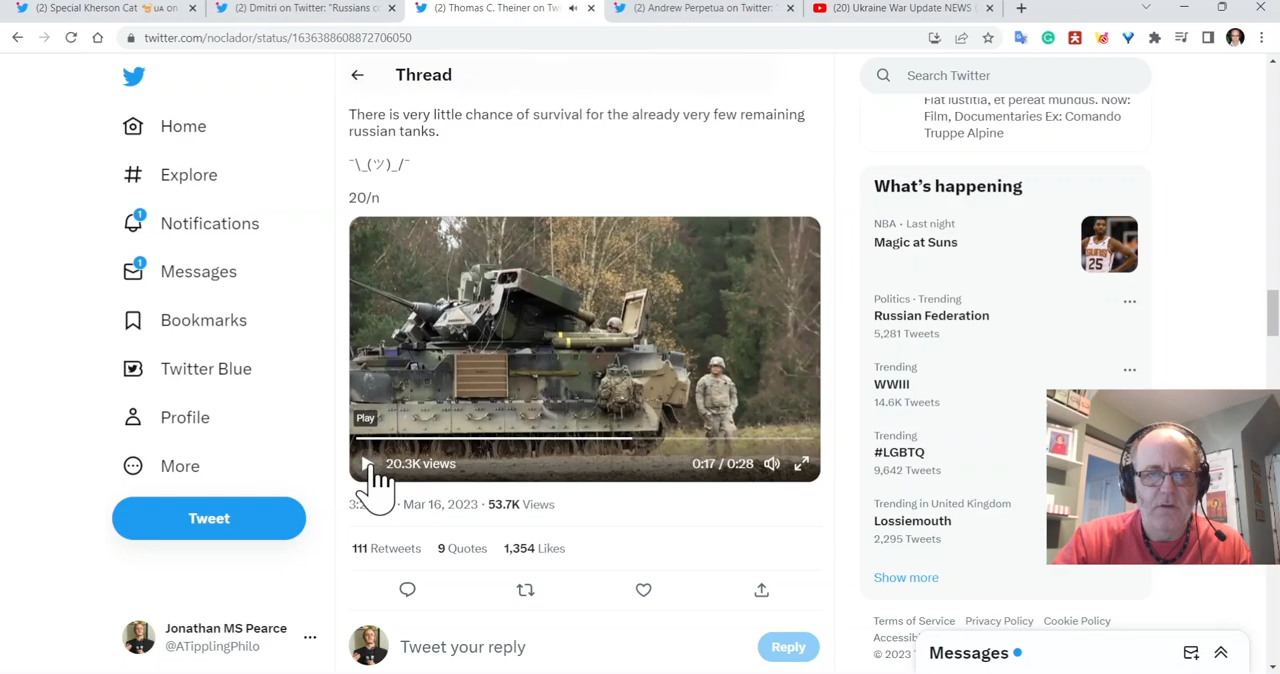 (2) Special Kherson Cat
UA on
(2) Dmitri on Twitter: "Russians co
(2) Thomas C. Theiner on Tw
(2) Andrew Perpetua on Twitter: "
(20) Ukraine War Update NEWS (
twitter.com/noclador/status/1636388608872706050
Home
Explore
1
Notifications
1
Messages
Bookmarks
Twitter Blue
Profile
More
Tweet
Jonathan MS Pearce
@ATipplingPhilo
Thread
There is very little chance of survival for the already very few remaining
russian tanks.
¯\_(ツ)_/¯
20/n
Play
20.3K views
0:17 / 0:28
Mar 16, 2023 · 53.7K Views
111 Retweets 9 Quotes 1,354 Likes
Tweet your reply
Reply
Search Twitter
Fiat iustitia, et pereat mundus. Now:
Film, Documentaries Ex: Comando
Truppe Alpine
What's happening
NBA · Last night
Magic at Suns
Politics · Trending
Russian Federation
5,281 Tweets
Trending
WWIII
14.6K Tweets
Trending
#LGBTQ
9,642 Tweets
Trending in United Kingdom
Lossiemouth
2,295 Tweets
Show more
Terms of Service Privacy Policy Cookie Policy
© 2023
Messages